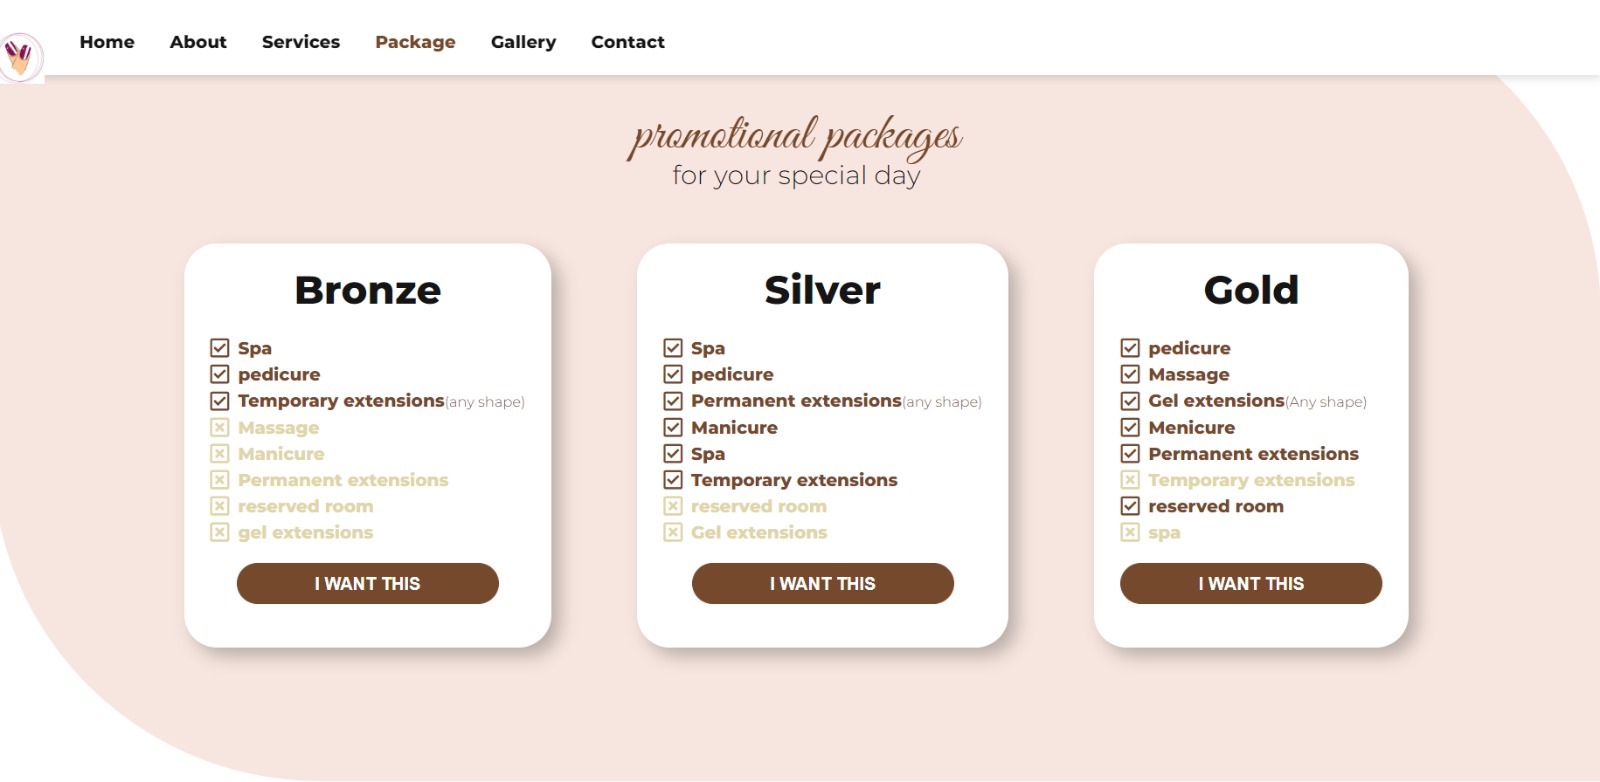 Home About Services Package Gallery Contact
promotional packages
for your special day
Bronze
Spa
pedicure
Temporary extensions(any shape)
Massage
Manicure
Permanent extensions
reserved room
gel extensions
I WANT THIS
Silver
Spa
pedicure
Permanent extensions(any shape)
Manicure
Spa
Temporary extensions
reserved room
Gel extensions
I WANT THIS
Gold
pedicure
Massage
Gel extensions(Any shape)
Menicure
Permanent extensions
Temporary extensions
reserved room
spa
I WANT THIS